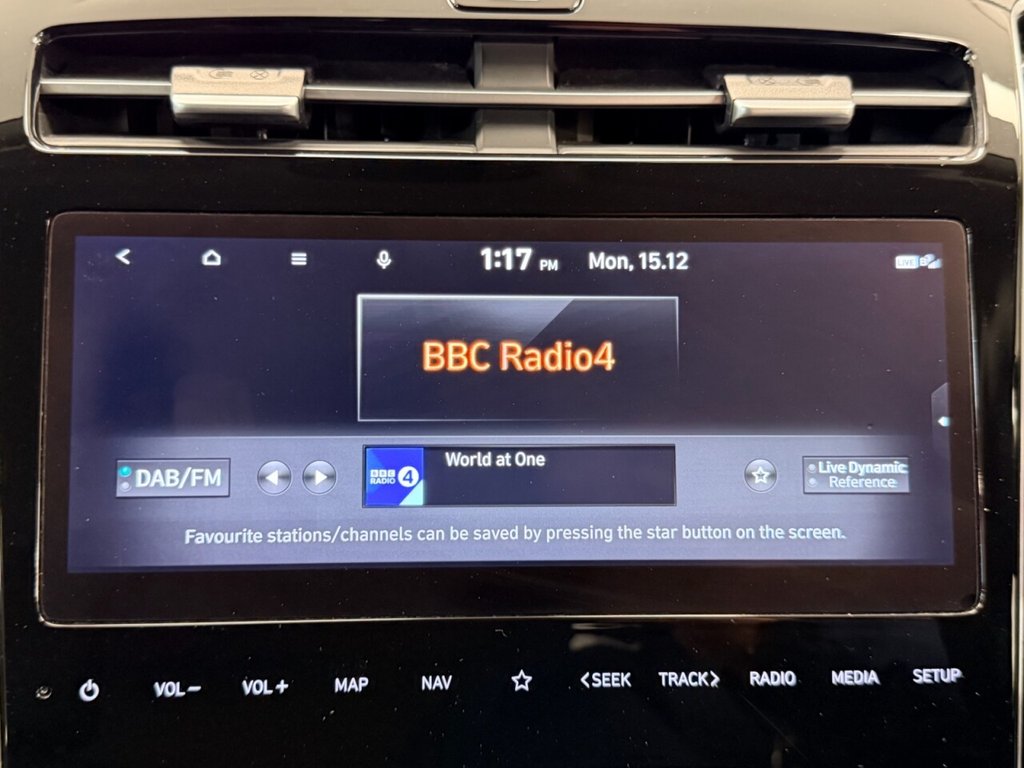 1:17 PM Mon, 15.12
LIVE
BBC Radio4
DAB/FM
BBC
RADIO 4
World at One
Live Dynamic
Reference
Favourite stations/channels can be saved by pressing the star button on the screen.
VOL− VOL+ MAP NAV <SEEK TRACK> RADIO MEDIA SETUP